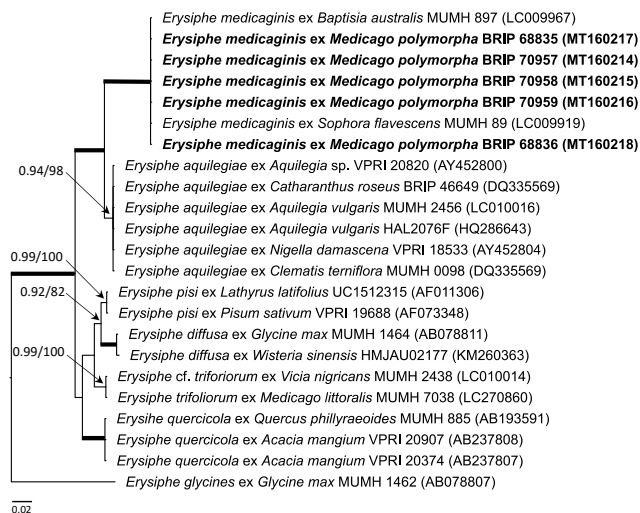 Erysiphe medicaginis ex Baptisia australis MUMH 897 (LC009967)
Erysiphe medicaginis ex Medicago polymorpha BRIP 68835 (MT160217)
Erysiphe medicaginis ex Medicago polymorpha BRIP 70957 (MT160214)
Erysiphe medicaginis ex Medicago polymorpha BRIP 70958 (MT160215)
Erysiphe medicaginis ex Medicago polymorpha BRIP 70959 (MT160216)
Erysiphe medicaginis ex Sophora flavescens MUMH 89 (LC009919)
Erysiphe medicaginis ex Medicago polymorpha BRIP 68836 (MT160218)
0.94/98
Erysiphe aquilegiae ex Aquilegia sp. VPRI 20820 (AY452800)
Erysiphe aquilegiae ex Catharanthus roseus BRIP 46649 (DQ335569)
Erysiphe aquilegiae ex Aquilegia vulgaris MUMH 2456 (LC010016)
Erysiphe aquilegiae ex Aquilegia vulgaris HAL2076F (HQ286643)
Erysiphe aquilegiae ex Nigella damascena VPRI 18533 (AY452804)
Erysiphe aquilegiae ex Clematis terniflora MUMH 0098 (DQ335569)
0.99/100
0.92/82
Erysiphe pisi ex Lathyrus latifolius UC1512315 (AF011306)
Erysiphe pisi ex Pisum sativum VPRI 19688 (AF073348)
Erysiphe diffusa ex Glycine max MUMH 1464 (AB078811)
Erysiphe diffusa ex Wisteria sinensis HMJAU02177 (KM260363)
0.99/100
Erysiphe cf. triforiorum ex Vicia nigricans MUMH 2438 (LC010014)
Erysiphe trifoliorum ex Medicago littoralis MUMH 7038 (LC270860)
Erysihe quercicola ex Quercus phillyraeoides MUMH 885 (AB193591)
Erysiphe quercicola ex Acacia mangium VPRI 20907 (AB237808)
Erysiphe quercicola ex Acacia mangium VPRI 20374 (AB237807)
Erysiphe glycines ex Glycine max MUMH 1462 (AB078807)
0.02